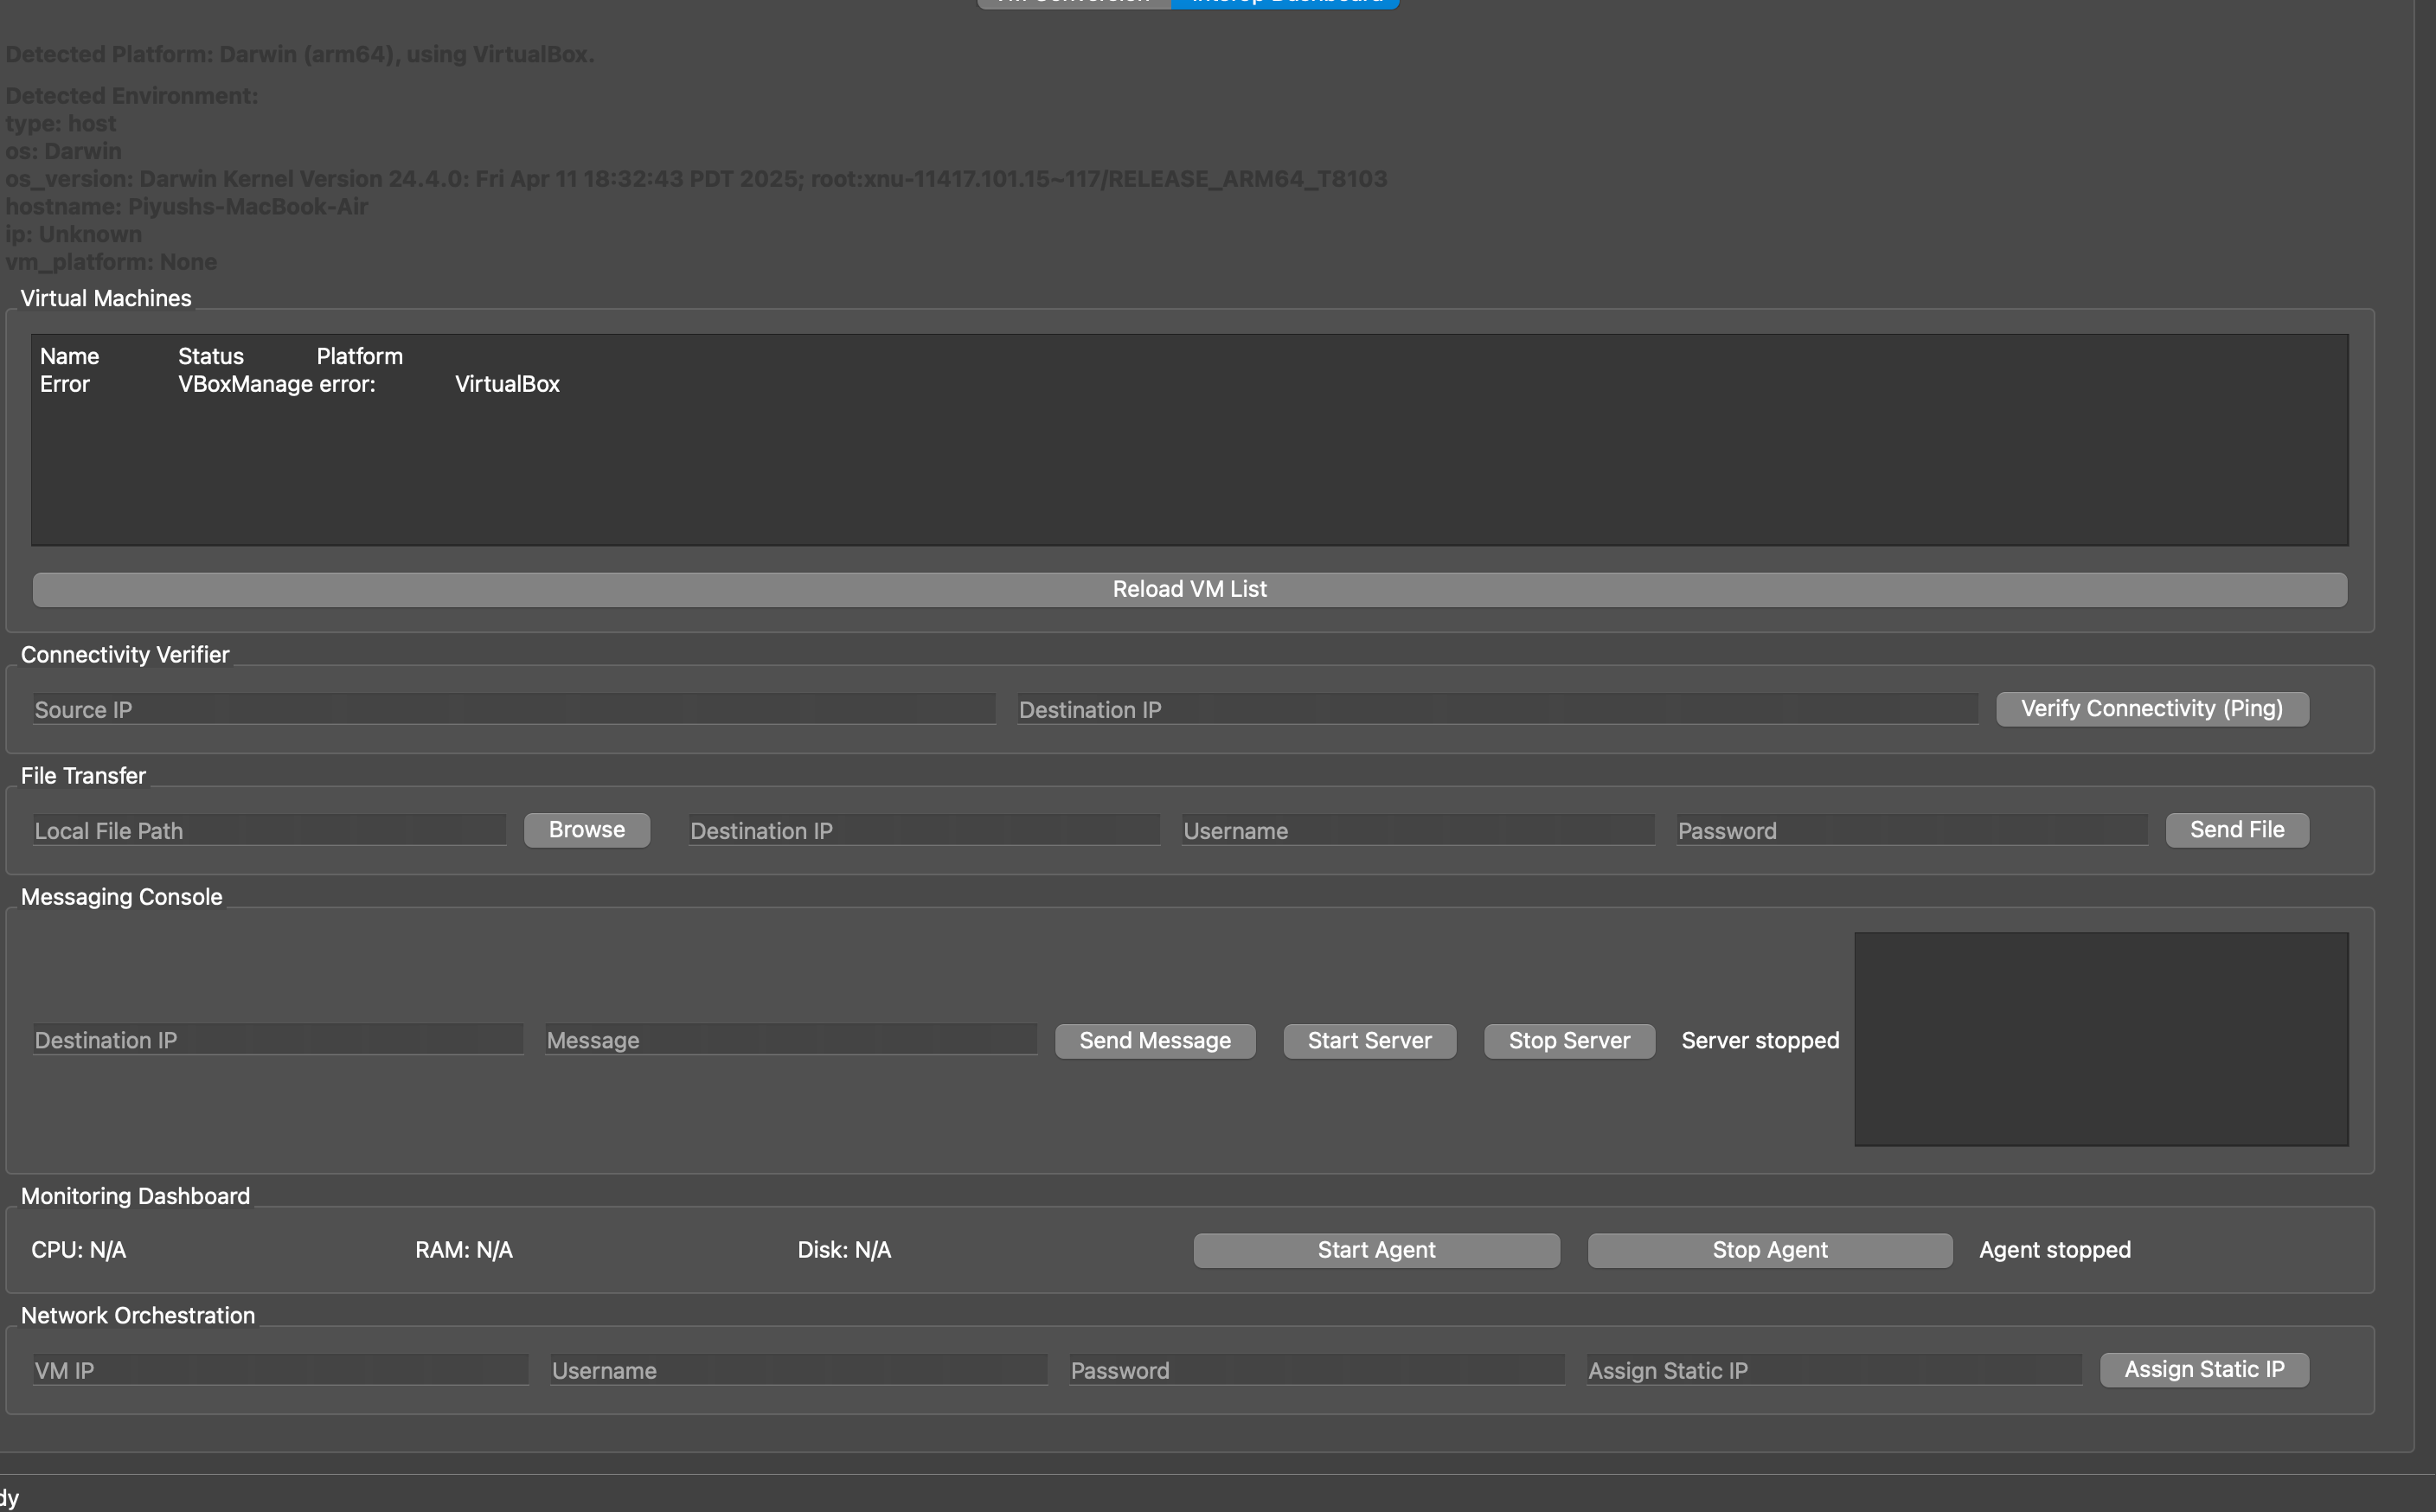 VM Conversion Interop Dashboard
Detected Platform: Darwin (arm64), using VirtualBox.
Detected Environment:
type: host
os: Darwin
os_version: Darwin Kernel Version 24.4.0: Fri Apr 11 18:32:43 PDT 2025; root:xnu-11417.101.15~117/RELEASE_ARM64_T8103
hostname: Piyushs-MacBook-Air
ip: Unknown
vm_platform: None
Virtual Machines
Name Status Platform
Error VBoxManage error: VirtualBox
Reload VM List
Connectivity Verifier
Source IP Destination IP Verify Connectivity (Ping)
File Transfer
Local File Path Browse Destination IP Username Password Send File
Messaging Console
Destination IP Message Send Message Start Server Stop Server Server stopped
Monitoring Dashboard
CPU: N/A RAM: N/A Disk: N/A Start Agent Stop Agent Agent stopped
Network Orchestration
VM IP Username Password Assign Static IP Assign Static IP
dy